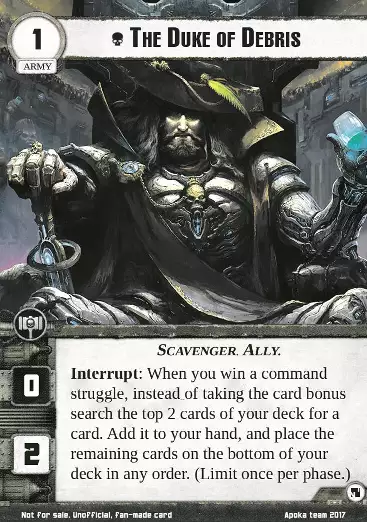 1
ARMY
The Duke of Debris
Scavenger. Ally.
0
2
Interrupt: When you win a command
struggle, instead of taking the card bonus
search the top 2 cards of your deck for a
card. Add it to your hand, and place the
remaining cards on the bottom of your
deck in any order. (Limit once per phase.)
Not for sale. Unofficial, fan-made card
Apoka team 2017